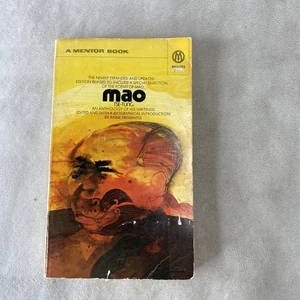 A MENTOR BOOK
THE NEWLY EXPANDED AND UPDATED
EDITION REVISED TO INCLUDE A SPECIAL SELECTION
OF THE POEMS OF MAO
mao
TSE-TUNG
AN ANTHOLOGY OF HIS WRITINGS
EDITED AND WITH A BIOGRAPHICAL INTRODUCTION
BY ANNE FREMANTLE